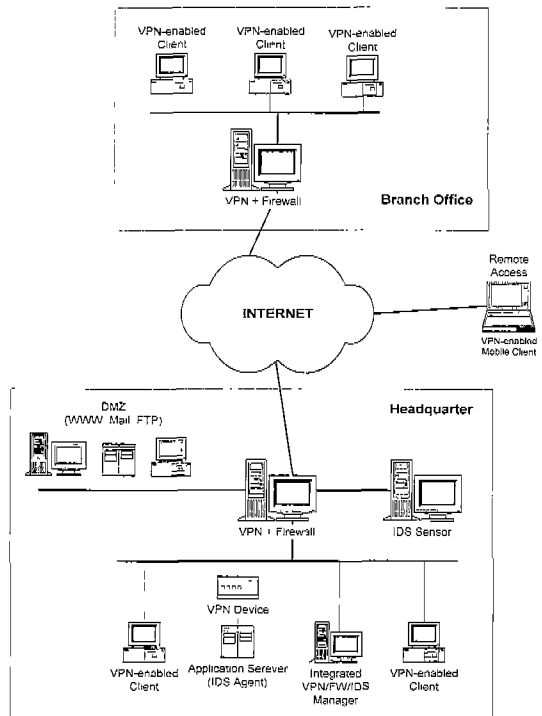 VPN-enabled Client
VPN-enabled Client
VPN-enabled Client
VPN + Firewall
Branch Office
INTERNET
Remote
Access
VPN-enabled
Mobile Client
DMZ
(WWW Mail FTP)
Headquarter
VPN + Firewall
IDS Sensor
VPN Device
VPN-enabled
Client
Application Serever
(IDS Agent)
Integrated
VPN/FW/IDS
Manager
VPN-enabled
Client